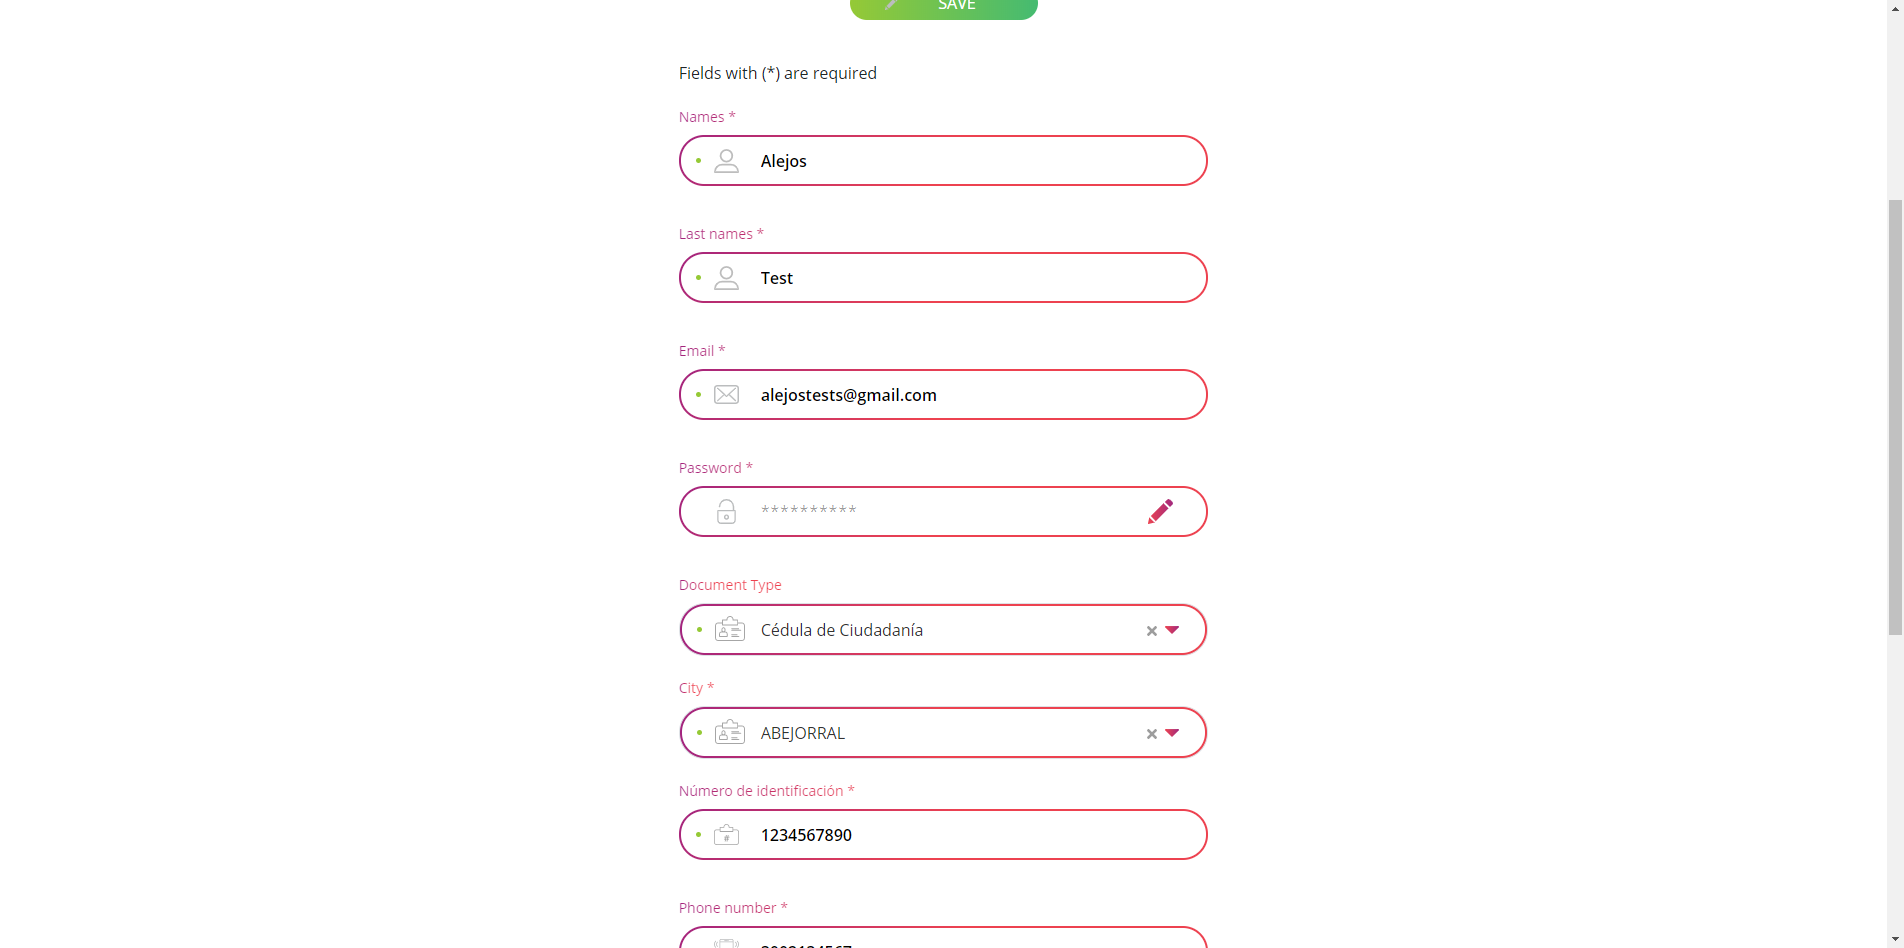 SAVE
Fields with (*) are required
Names *
Alejos
Last names *
Test
Email *
alejostests@gmail.com
Password *
**********
Document Type
Cédula de Ciudadanía
City *
ABEJORRAL
Número de identificación *
1234567890
Phone number *